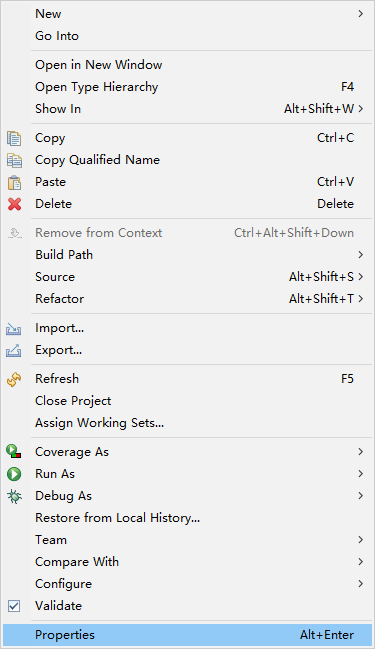 New
Go Into
Open in New Window
Open Type Hierarchy F4
Show In Alt+Shift+W
Copy Ctrl+C
Copy Qualified Name
Paste Ctrl+V
Delete Delete
Remove from Context Ctrl+Alt+Shift+Down
Build Path
Source Alt+Shift+S
Refactor Alt+Shift+T
Import...
Export...
Refresh F5
Close Project
Assign Working Sets...
Coverage As
Run As
Debug As
Restore from Local History...
Team
Compare With
Configure
Validate
Properties Alt+Enter